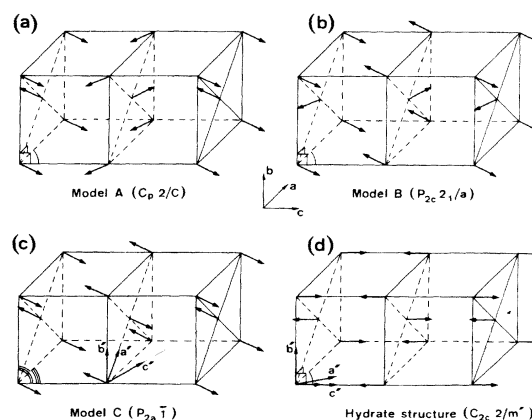 (a)
(b)
Model A (Cp 2/C)
Model B (P2c 21/a)
b
a
c
(c)
(d)
b″
a″
c″
b″
a″
c″
Model C (P2a 1̅)
Hydrate structure (C2c 2/m″)